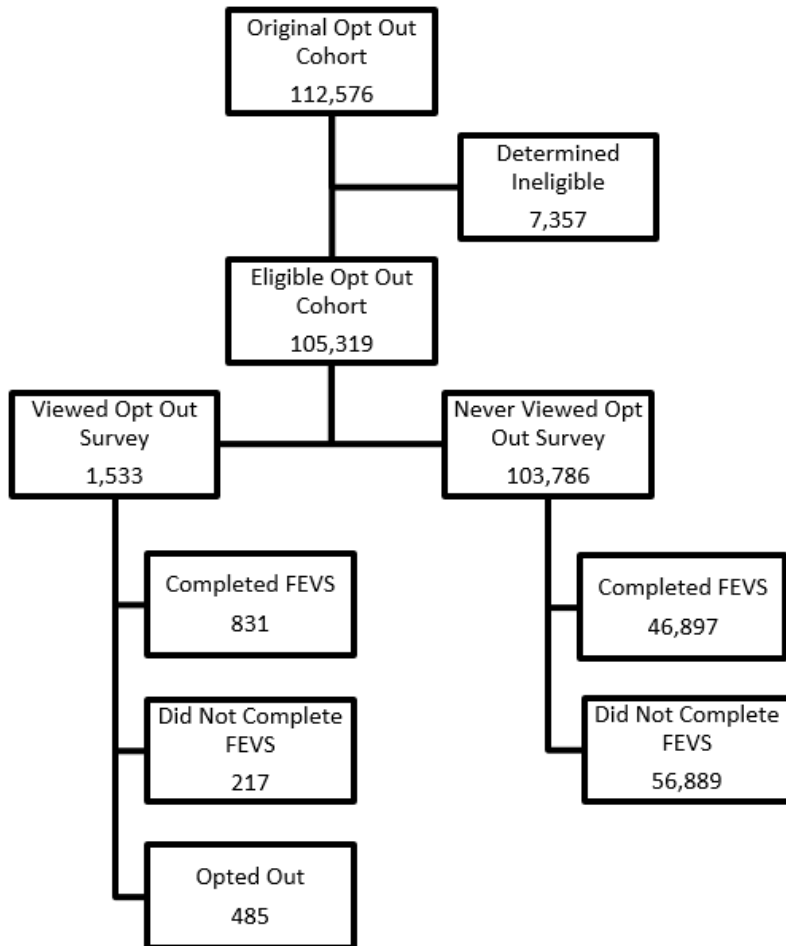 Original Opt Out
Cohort
112,576
Determined
Ineligible
7,357
Eligible Opt Out
Cohort
105,319
Viewed Opt Out
Survey
1,533
Never Viewed Opt
Out Survey
103,786
Completed FEVS
831
Did Not Complete
FEVS
217
Opted Out
485
Completed FEVS
46,897
Did Not Complete
FEVS
56,889